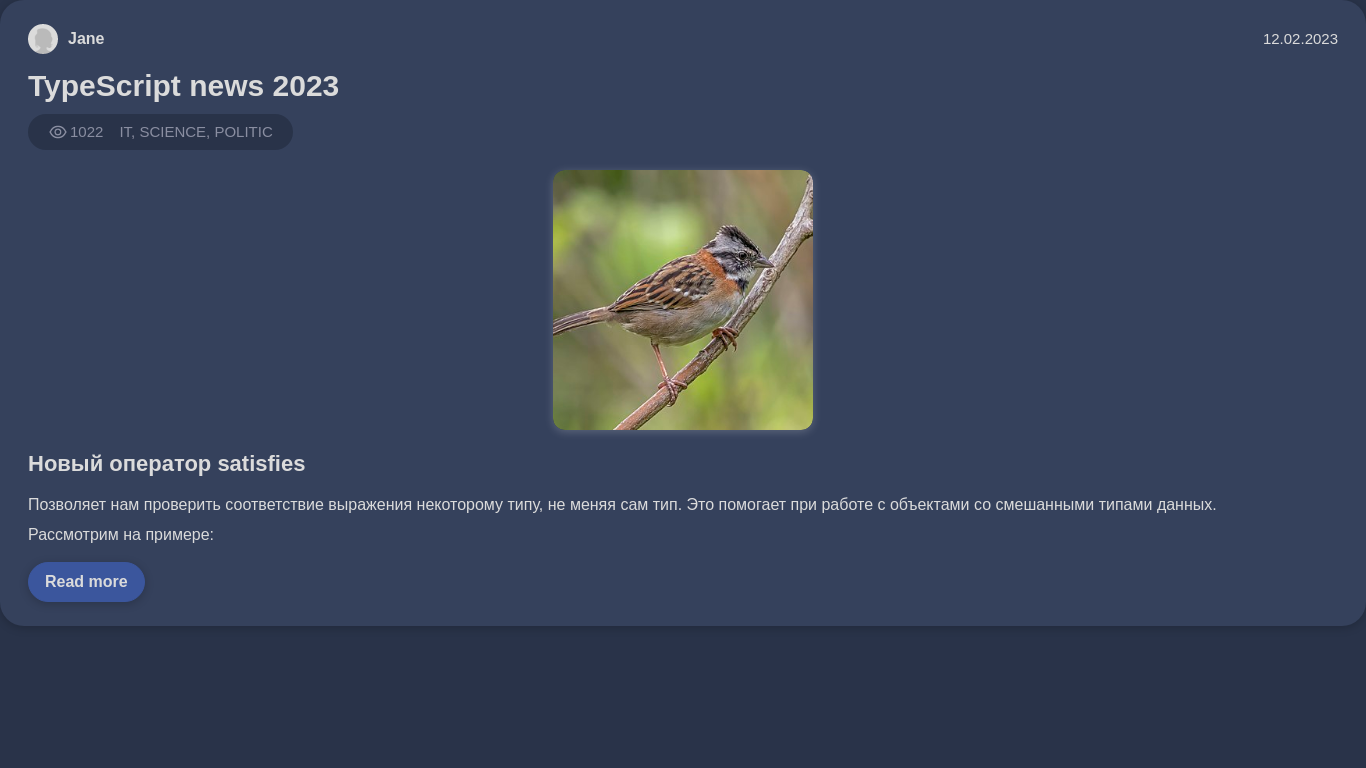 Jane
12.02.2023
TypeScript news 2023
1022 IT, SCIENCE, POLITIC
Новый оператор satisfies
Позволяет нам проверить соответствие выражения некоторому типу, не меняя сам тип. Это помогает при работе с объектами со смешанными типами данных.
Рассмотрим на примере:
Read more